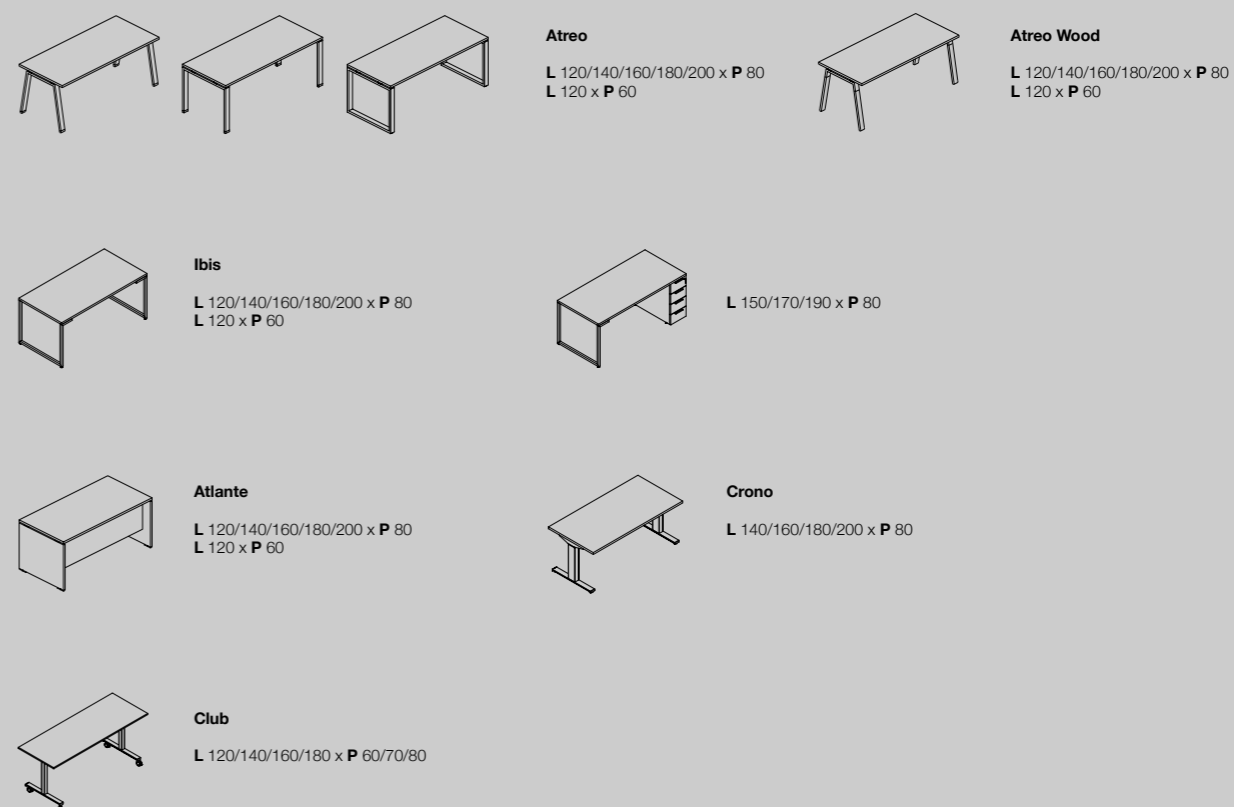 Atreo
L 120/140/160/180/200 x P 80
L 120 x P 60
Atreo Wood
L 120/140/160/180/200 x P 80
L 120 x P 60
Ibis
L 120/140/160/180/200 x P 80
L 120 x P 60
L 150/170/190 x P 80
Atlante
L 120/140/160/180/200 x P 80
L 120 x P 60
Crono
L 140/160/180/200 x P 80
Club
L 120/140/160/180 x P 60/70/80